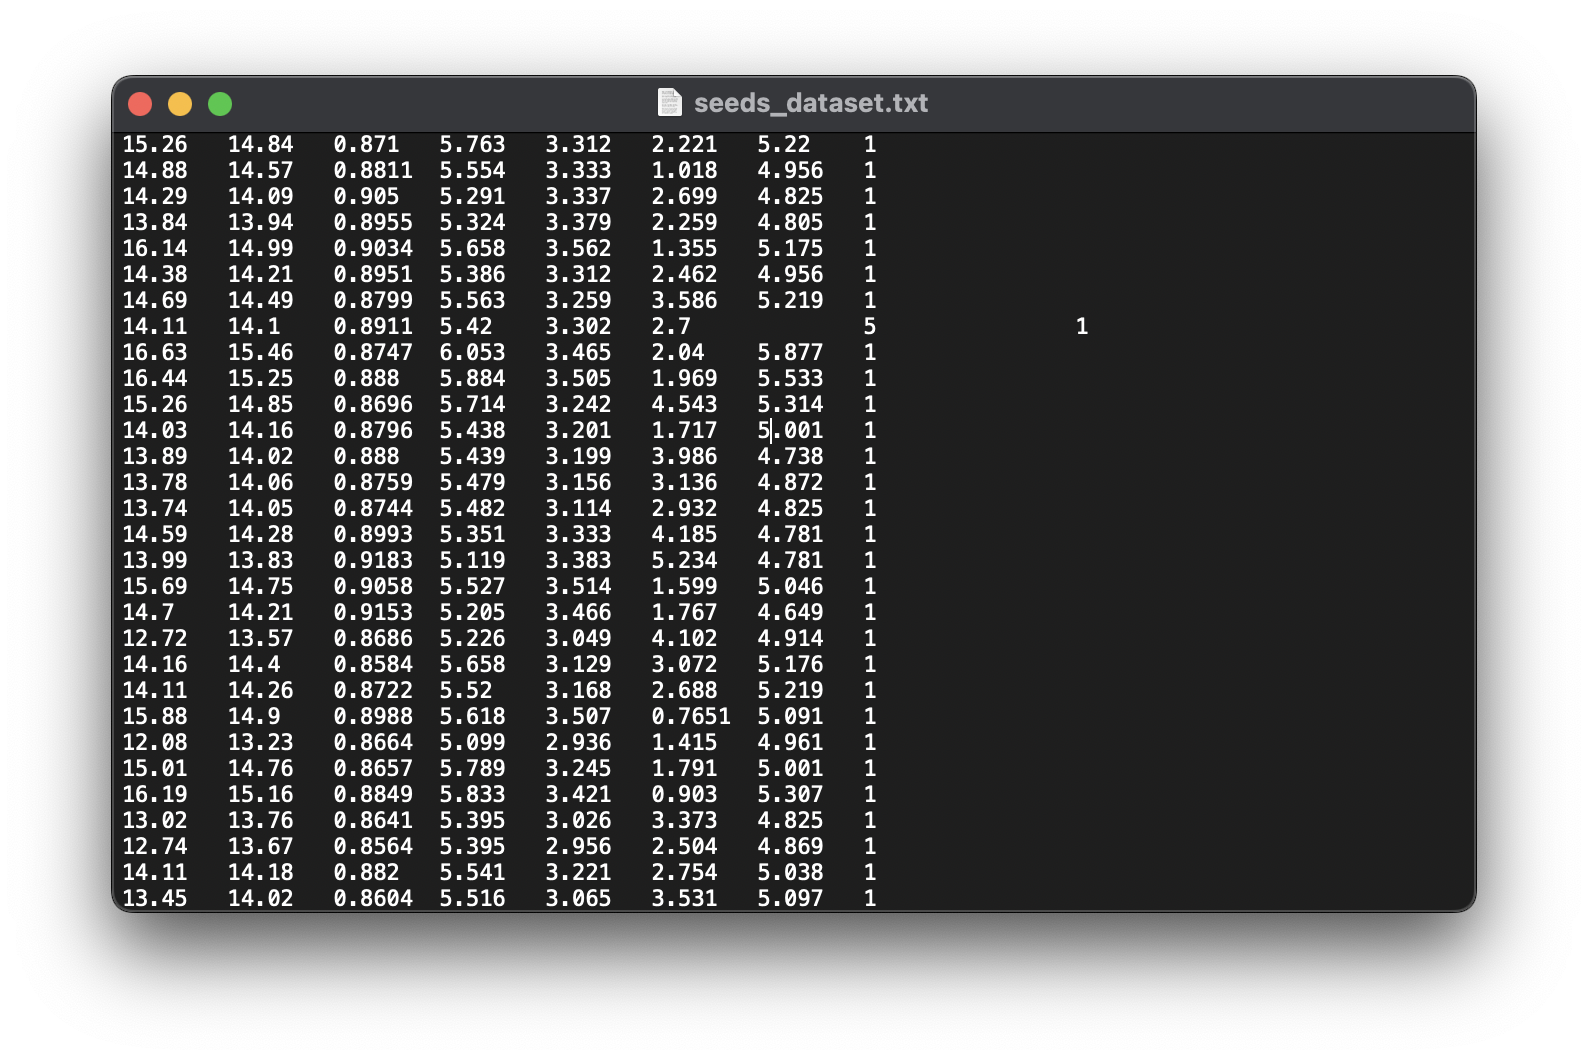 seeds_dataset.txt
15.26 14.84 0.871 5.763 3.312 2.221 5.22 1
14.88 14.57 0.8811 5.554 3.333 1.018 4.956 1
14.29 14.09 0.905 5.291 3.337 2.699 4.825 1
13.84 13.94 0.8955 5.324 3.379 2.259 4.805 1
16.14 14.99 0.9034 5.658 3.562 1.355 5.175 1
14.38 14.21 0.8951 5.386 3.312 2.462 4.956 1
14.69 14.49 0.8799 5.563 3.259 3.586 5.219 1
14.11 14.1 0.8911 5.42 3.302 2.7 5 1
16.63 15.46 0.8747 6.053 3.465 2.04 5.877 1
16.44 15.25 0.888 5.884 3.505 1.969 5.533 1
15.26 14.85 0.8696 5.714 3.242 4.543 5.314 1
14.03 14.16 0.8796 5.438 3.201 1.717 5.001 1
13.89 14.02 0.888 5.439 3.199 3.986 4.738 1
13.78 14.06 0.8759 5.479 3.156 3.136 4.872 1
13.74 14.05 0.8744 5.482 3.114 2.932 4.825 1
14.59 14.28 0.8993 5.351 3.333 4.185 4.781 1
13.99 13.83 0.9183 5.119 3.383 5.234 4.781 1
15.69 14.75 0.9058 5.527 3.514 1.599 5.046 1
14.7 14.21 0.9153 5.205 3.466 1.767 4.649 1
12.72 13.57 0.8686 5.226 3.049 4.102 4.914 1
14.16 14.4 0.8584 5.658 3.129 3.072 5.176 1
14.11 14.26 0.8722 5.52 3.168 2.688 5.219 1
15.88 14.9 0.8988 5.618 3.507 0.7651 5.091 1
12.08 13.23 0.8664 5.099 2.936 1.415 4.961 1
15.01 14.76 0.8657 5.789 3.245 1.791 5.001 1
16.19 15.16 0.8849 5.833 3.421 0.903 5.307 1
13.02 13.76 0.8641 5.395 3.026 3.373 4.825 1
12.74 13.67 0.8564 5.395 2.956 2.504 4.869 1
14.11 14.18 0.882 5.541 3.221 2.754 5.038 1
13.45 14.02 0.8604 5.516 3.065 3.531 5.097 1